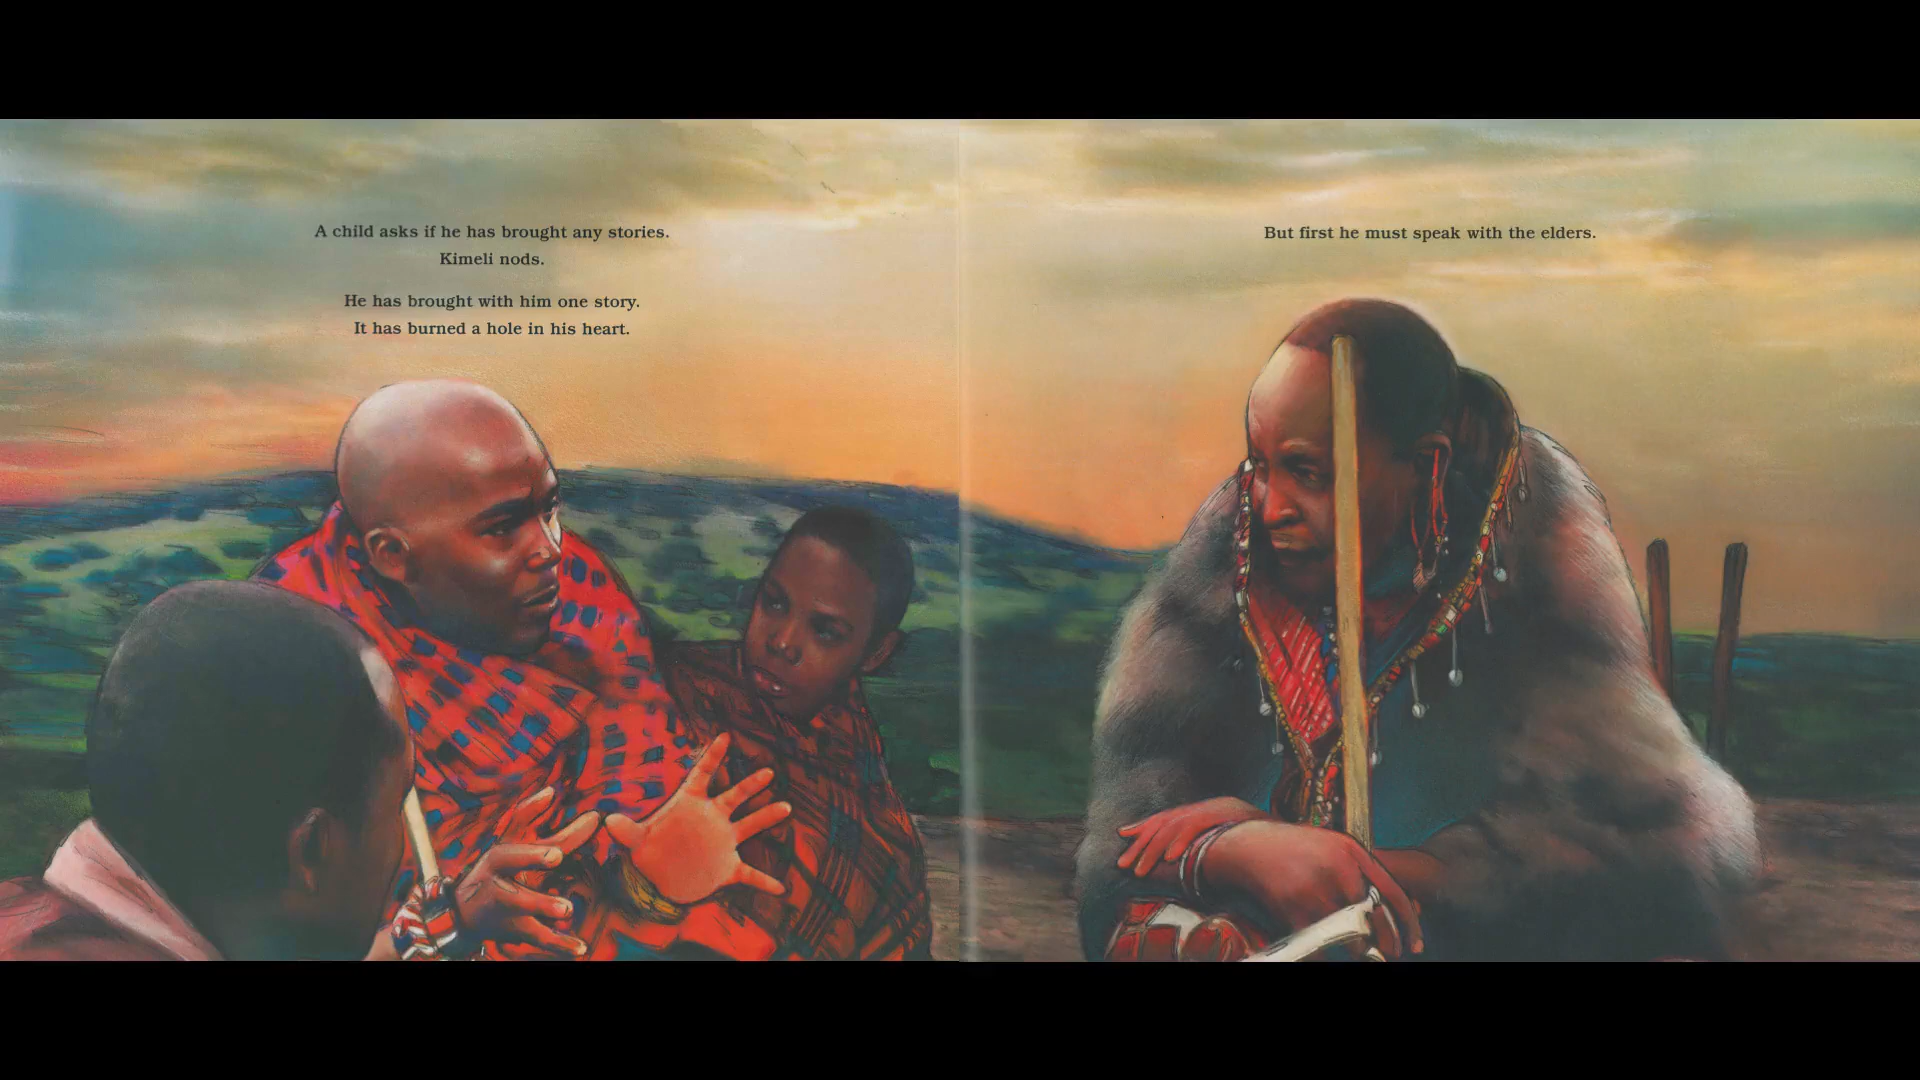 A child asks if he has brought any stories.
Kimeli nods.
He has brought with him one story.
It has burned a hole in his heart.
But first he must speak with the elders.